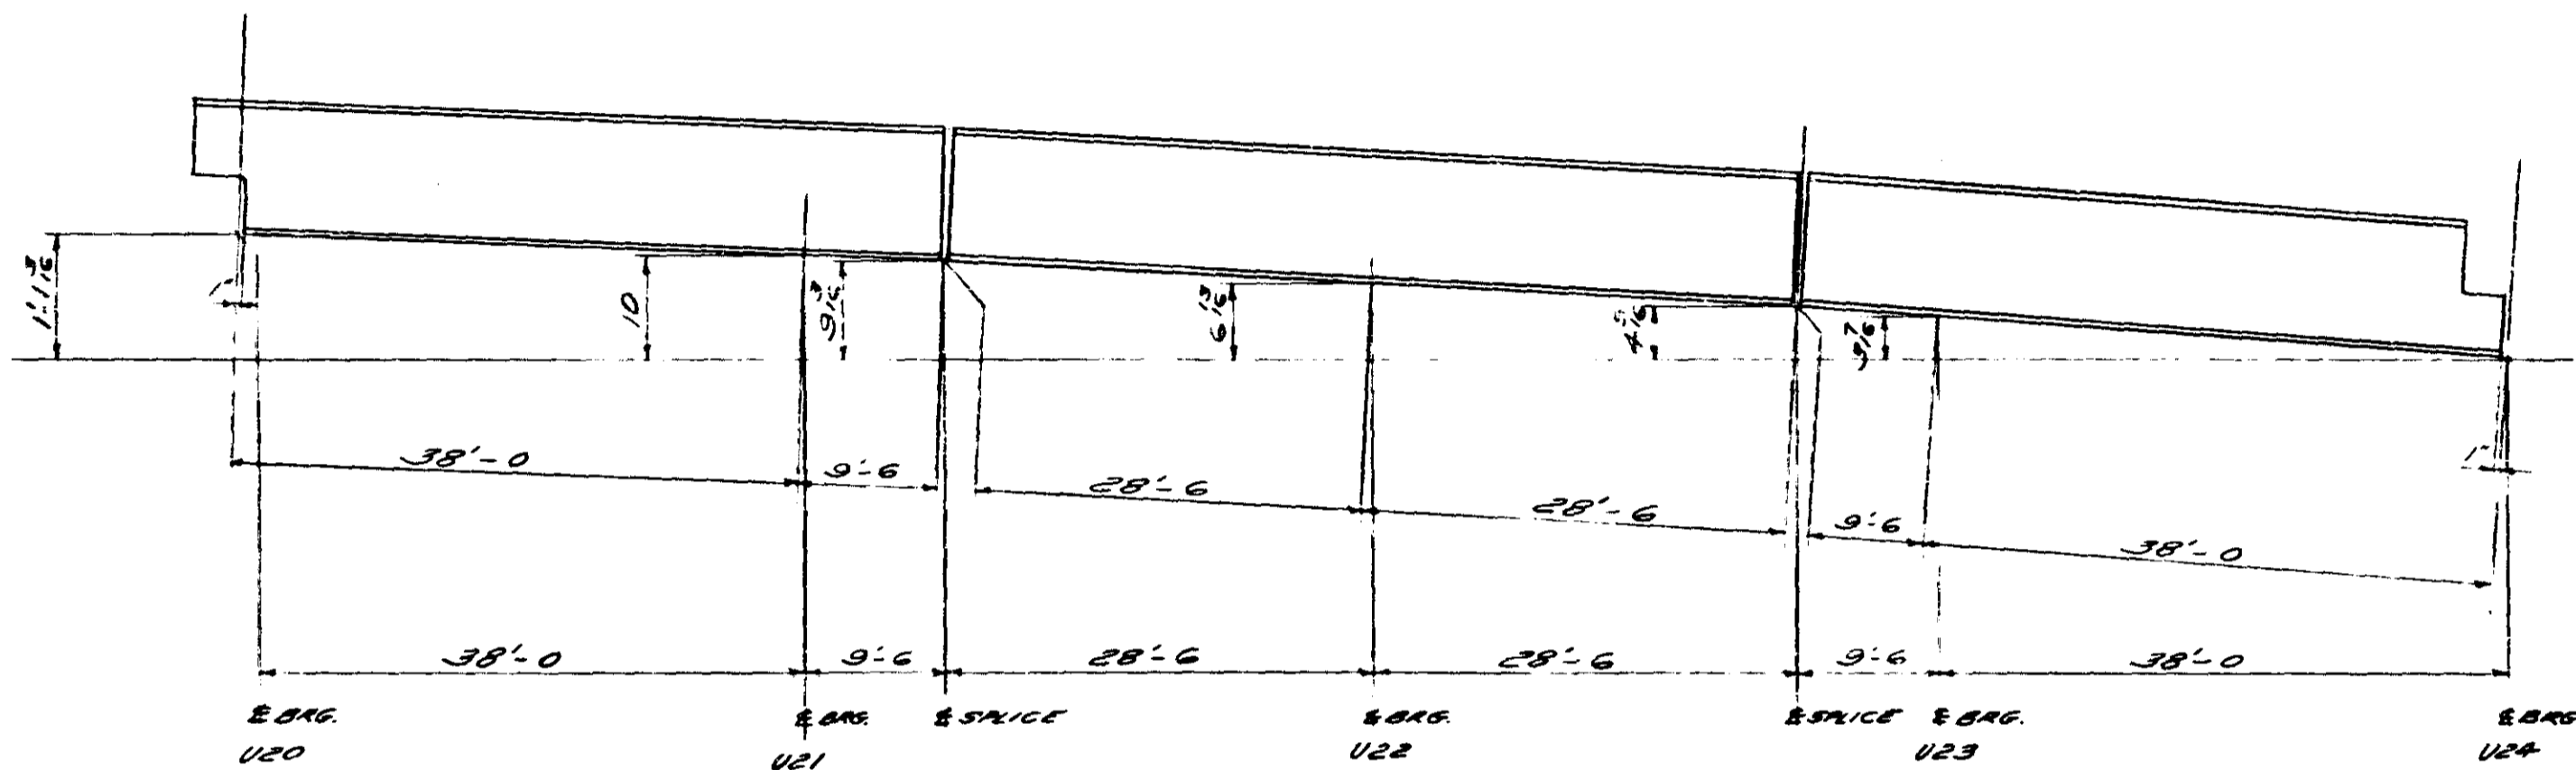 1'-1 3/16
1"
10
9 3/16
6 13/16
4 5/16
3 7/16
1"
38'-0
9'-6
28'-6
28'-6
9'-6
38'-0
38'-0
9'-6
28'-6
28'-6
9'-6
38'-0
℄ BRG.
℄ BRG.
℄ SPLICE
℄ BRG.
℄ SPLICE
℄ BRG.
℄ BRG
U20
U21
U22
U23
U24